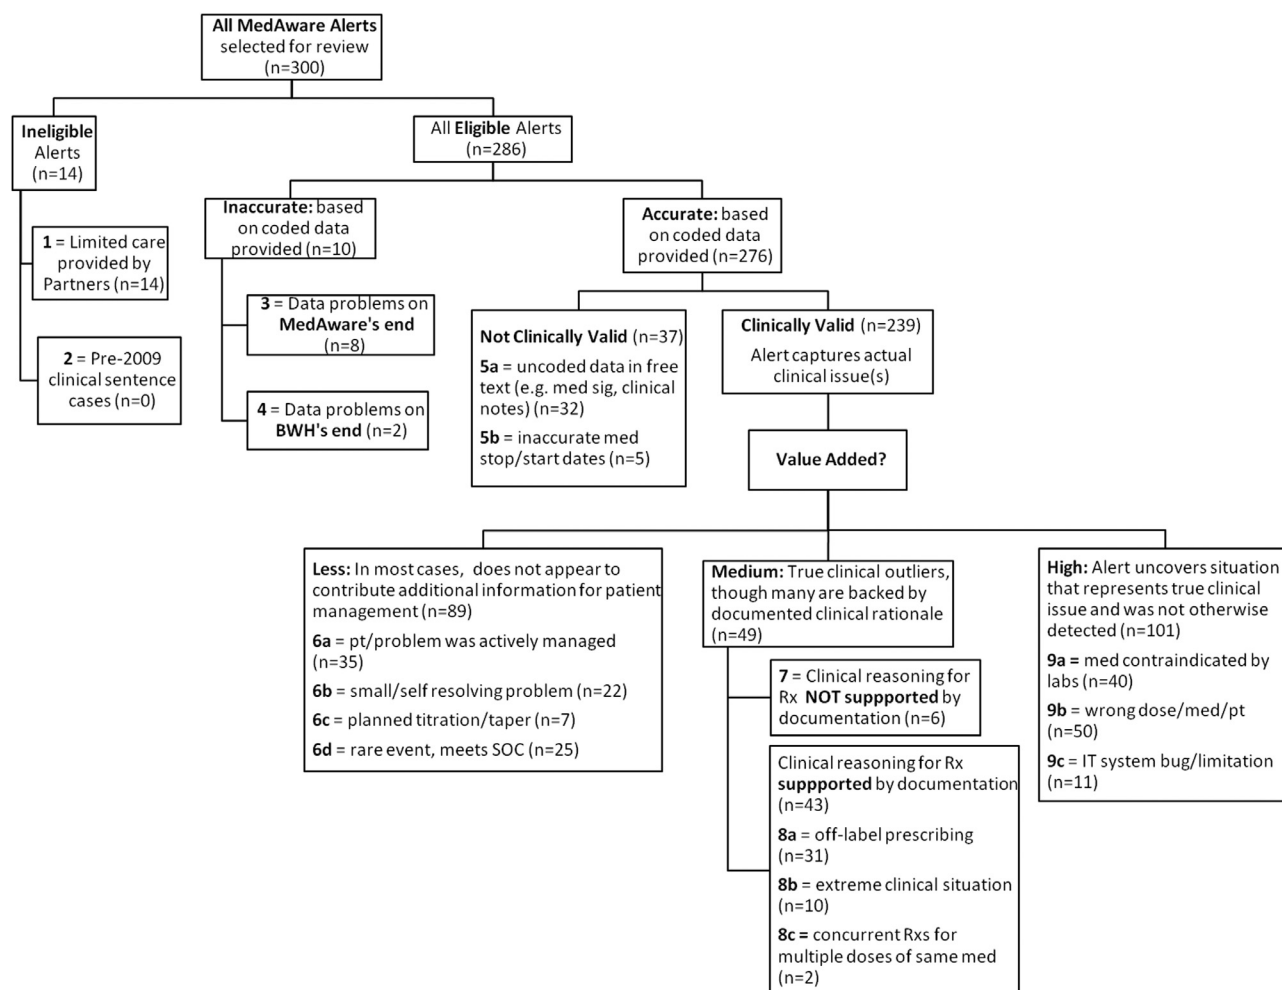 All MedAware Alerts
selected for review
(n=300)
Ineligible
Alerts
(n=14)
All Eligible Alerts
(n=286)
1 = Limited care
provided by
Partners (n=14)
2 = Pre-2009
clinical sentence
cases (n=0)
Inaccurate: based
on coded data
provided (n=10)
Accurate: based
on coded data
provided (n=276)
3 = Data problems on
MedAware's end
(n=8)
4 = Data problems on
BWH's end (n=2)
Not Clinically Valid (n=37)
5a = uncoded data in free
text (e.g. med sig, clinical
notes) (n=32)
5b = inaccurate med
stop/start dates (n=5)
Clinically Valid (n=239)
Alert captures actual
clinical issue(s)
Value Added?
Less: In most cases, does not appear to
contribute additional information for patient
management (n=89)
6a = pt/problem was actively managed
(n=35)
6b = small/self resolving problem (n=22)
6c = planned titration/taper (n=7)
6d = rare event, meets SOC (n=25)
Medium: True clinical outliers,
though many are backed by
documented clinical rationale
(n=49)
7 = Clinical reasoning for
Rx NOT suppported by
documentation (n=6)
Clinical reasoning for Rx
suppported by documentation
(n=43)
8a = off-label prescribing
(n=31)
8b = extreme clinical situation
(n=10)
8c = concurrent Rxs for
multiple doses of same med
(n=2)
High: Alert uncovers situation
that represents true clinical
issue and was not otherwise
detected (n=101)
9a = med contraindicated by
labs (n=40)
9b = wrong dose/med/pt
(n=50)
9c = IT system bug/limitation
(n=11)